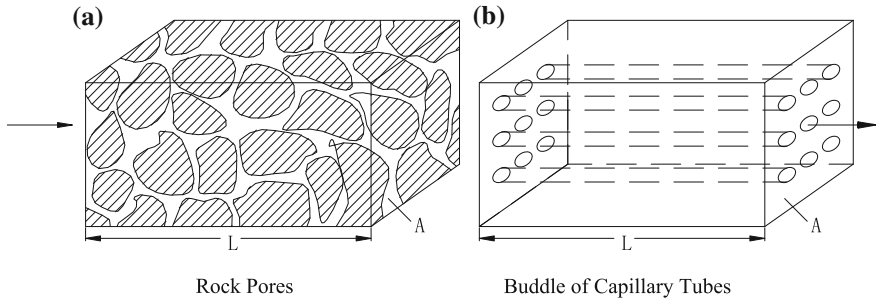 (a)
(b)
A
L
A
L
Rock Pores
Buddle of Capillary Tubes